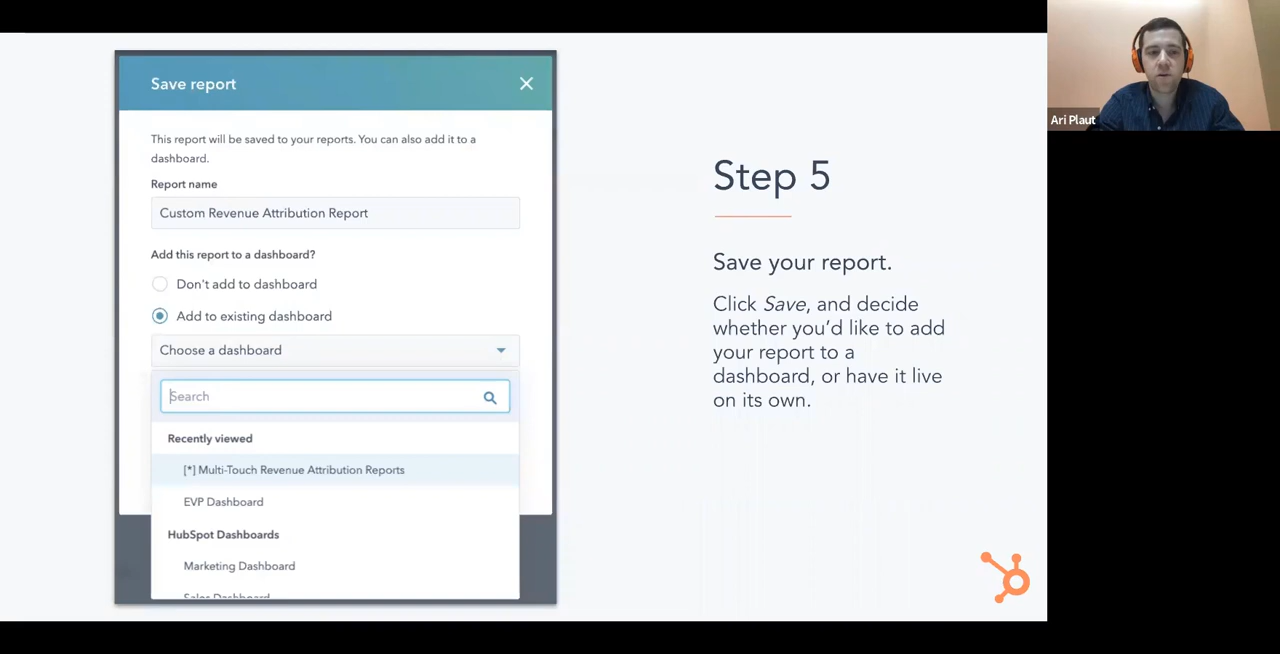 Save report
This report will be saved to your reports. You can also add it to a
dashboard.
Report name
Custom Revenue Attribution Report
Add this report to a dashboard?
Don't add to dashboard
Add to existing dashboard
Choose a dashboard
Search
Recently viewed
[*] Multi-Touch Revenue Attribution Reports
EVP Dashboard
HubSpot Dashboards
Marketing Dashboard
Sales Dashboard
Step 5
Save your report.
Click Save, and decide
whether you'd like to add
your report to a
dashboard, or have it live
on its own.
Ari Plaut